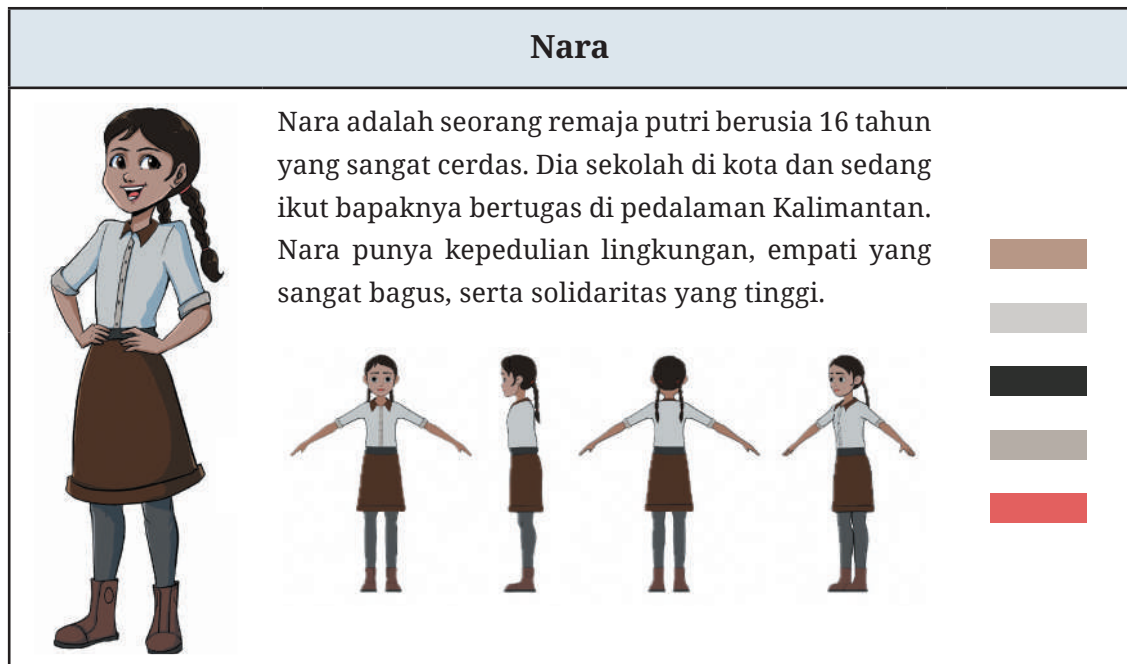 Nara
Nara adalah seorang remaja putri berusia 16 tahun
yang sangat cerdas. Dia sekolah di kota dan sedang
ikut bapaknya bertugas di pedalaman Kalimantan.
Nara punya kepedulian lingkungan, empati yang
sangat bagus, serta solidaritas yang tinggi.